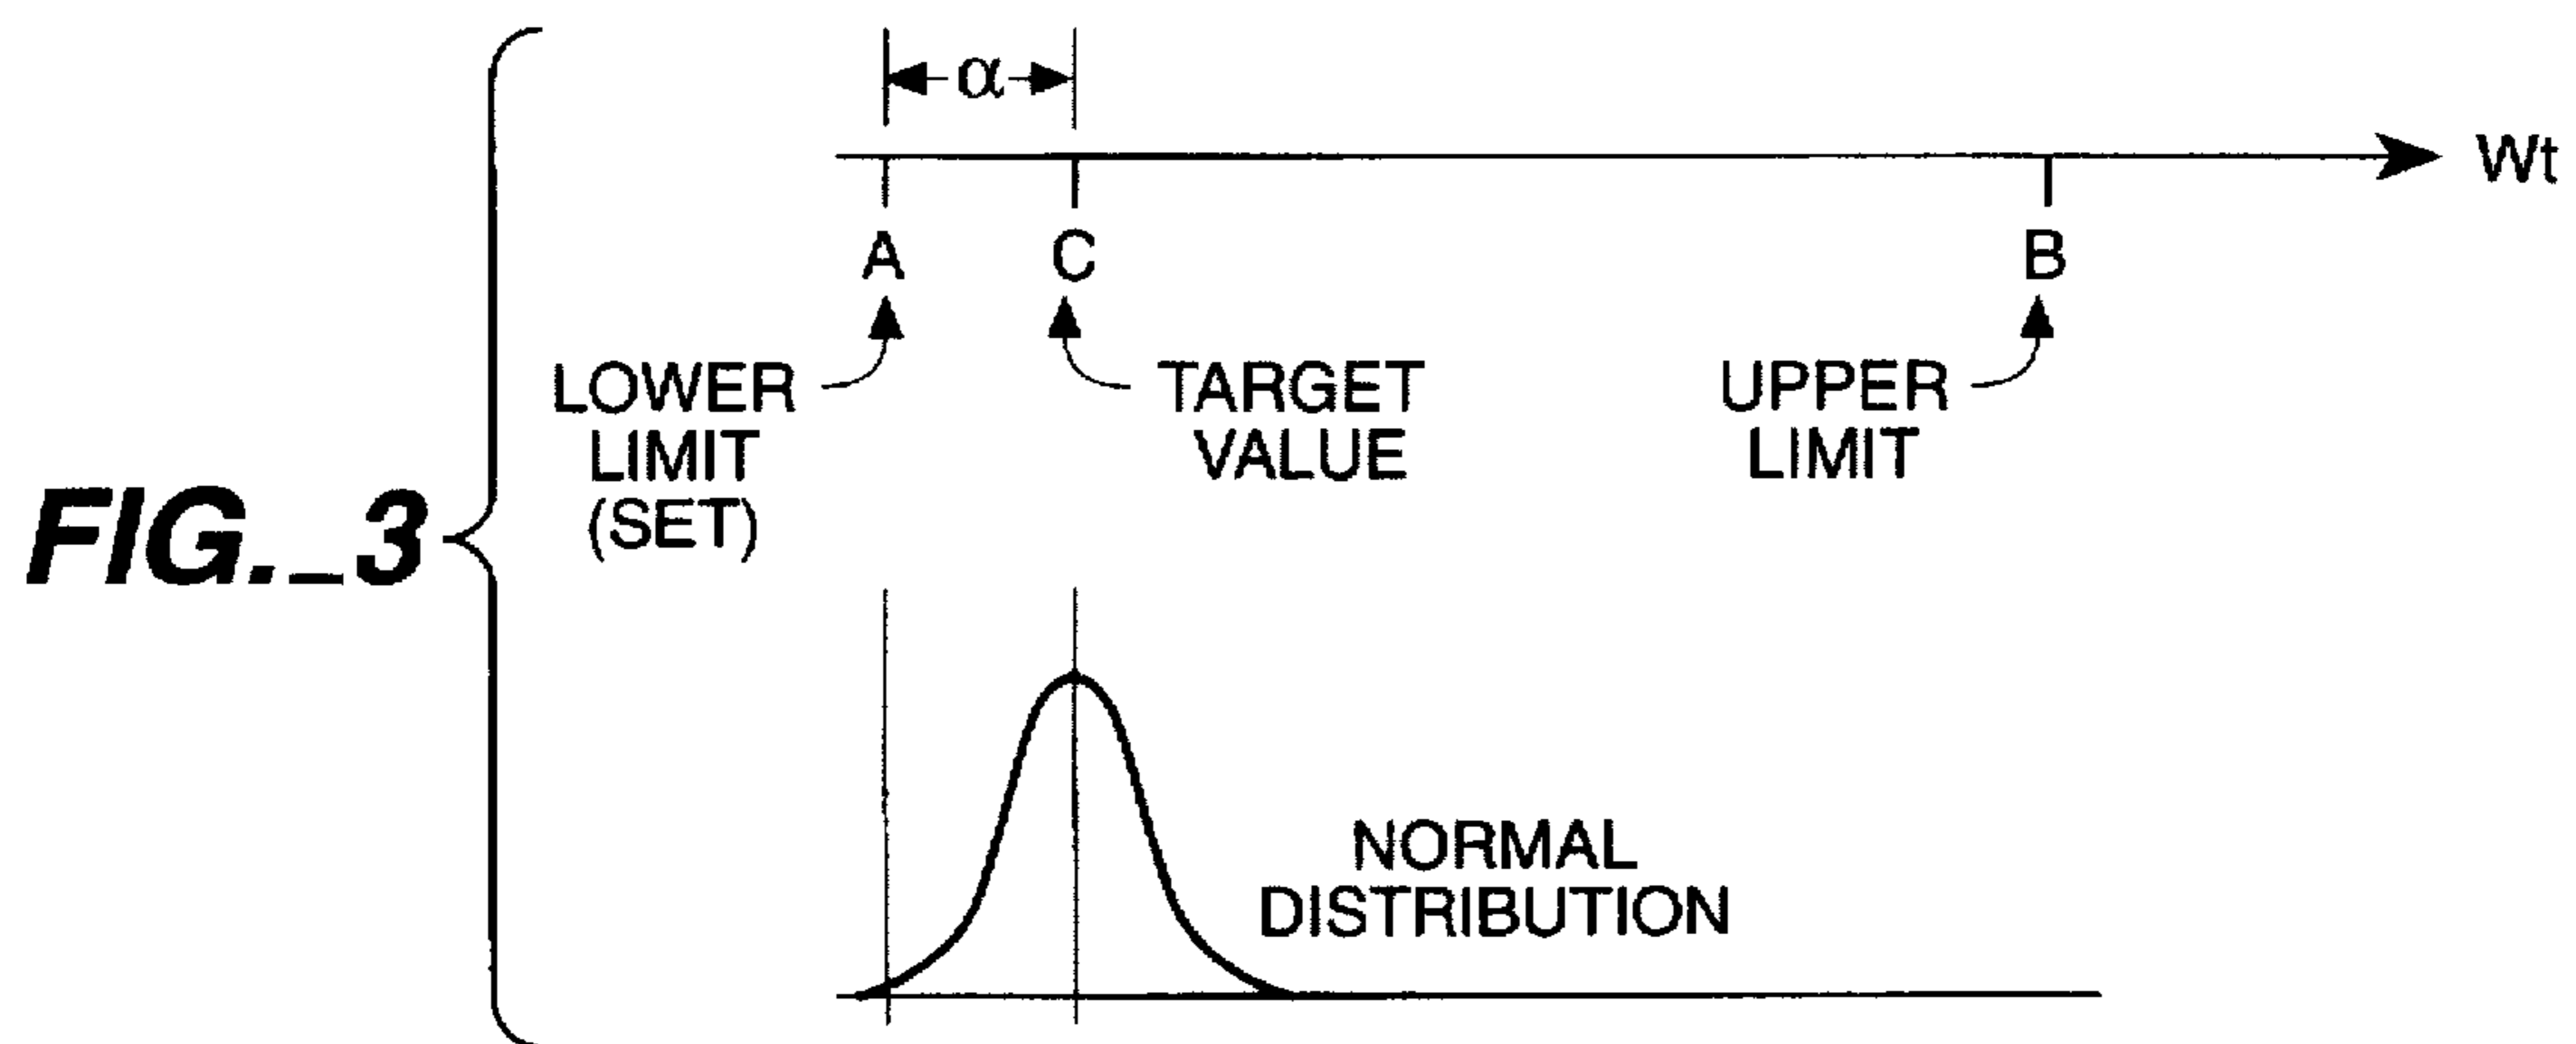 α
Wt
A
C
B
LOWER
LIMIT
(SET)
TARGET
VALUE
UPPER
LIMIT
FIG._3
NORMAL
DISTRIBUTION